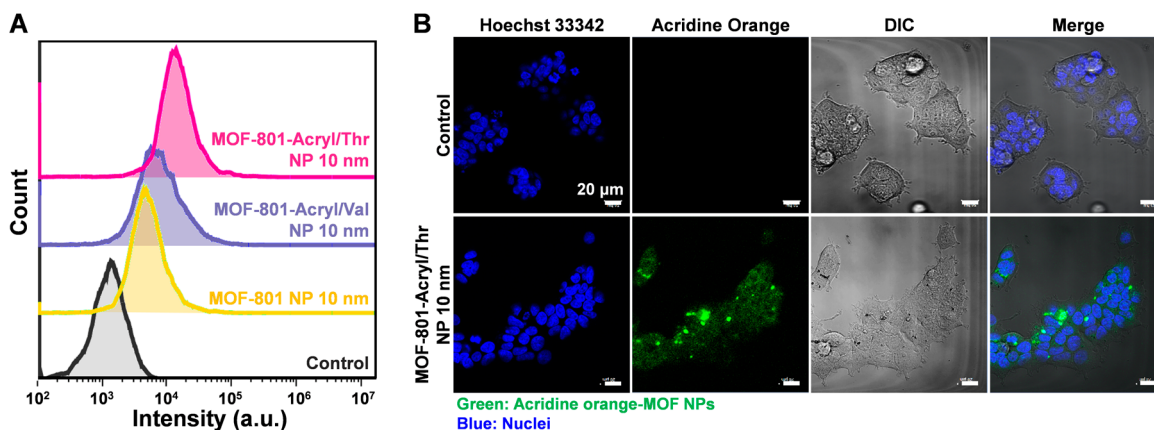 A
Count
MOF-801-Acryl/Thr
NP 10 nm
MOF-801-Acryl/Val
NP 10 nm
MOF-801 NP 10 nm
Control
10² 10³ 10⁴ 10⁵ 10⁶ 10⁷
Intensity (a.u.)
B
Hoechst 33342 Acridine Orange DIC Merge
Control
20 μm
MOF-801-Acryl/Thr
NP 10 nm
Green: Acridine orange-MOF NPs
Blue: Nuclei